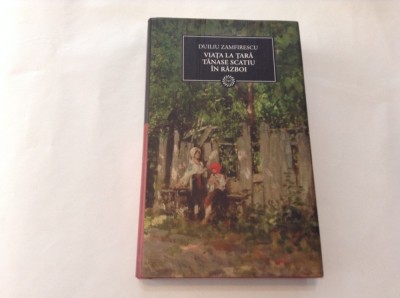 DUILIU ZAMFIRESCU
VIAȚA LA ȚARĂ
TĂNASE SCATIU
ÎN RĂZBOI